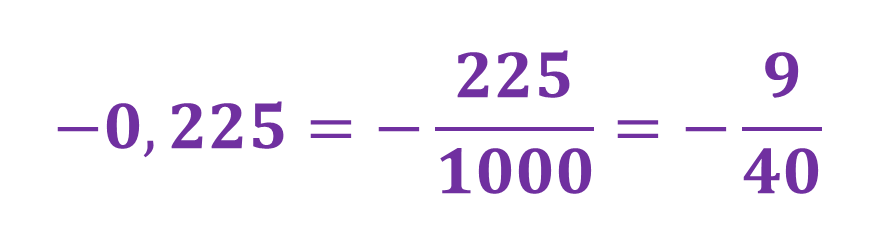 −0,225 = − 225/1000 = − 9/40